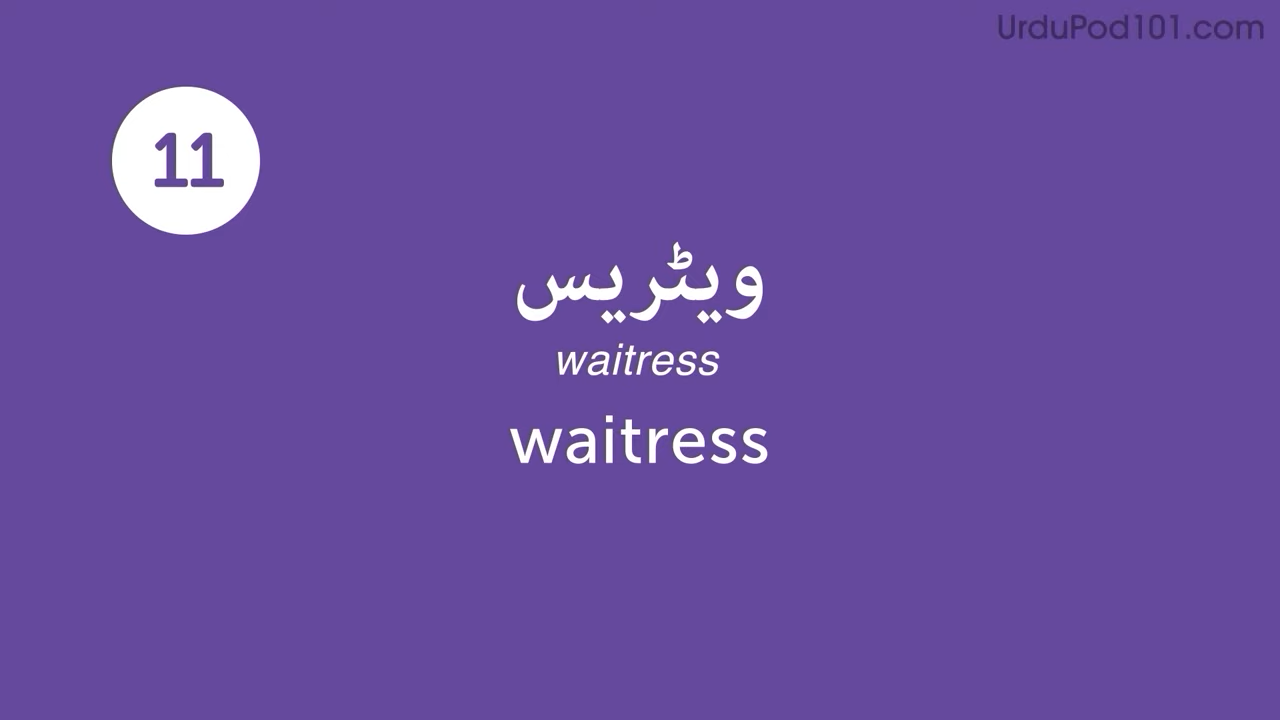 UrduPod101.com
11
ویٹریس
waitress
waitress